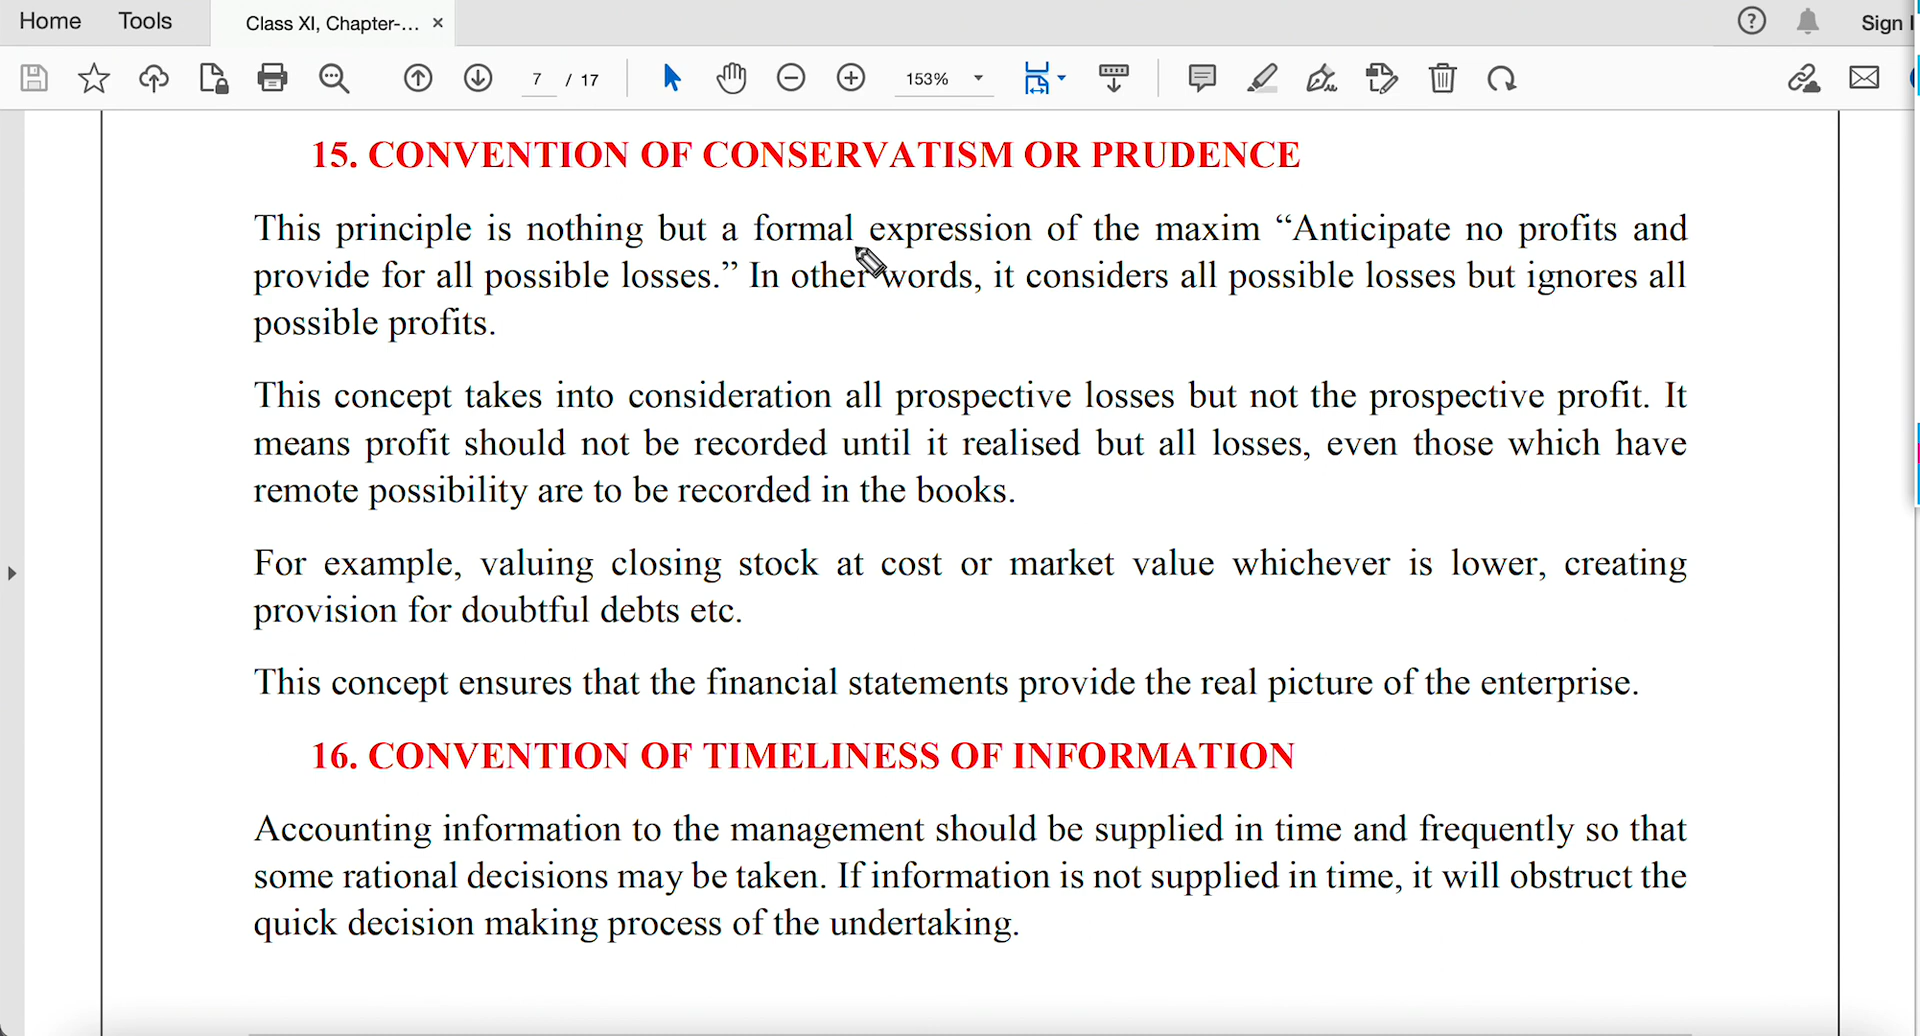 Home Tools Class XI, Chapter-... × ? Sign I
7 / 17 153%
15. CONVENTION OF CONSERVATISM OR PRUDENCE
This principle is nothing but a formal expression of the maxim “Anticipate no profits and
provide for all possible losses.” In other words, it considers all possible losses but ignores all
possible profits.
This concept takes into consideration all prospective losses but not the prospective profit. It
means profit should not be recorded until it realised but all losses, even those which have
remote possibility are to be recorded in the books.
For example, valuing closing stock at cost or market value whichever is lower, creating
provision for doubtful debts etc.
This concept ensures that the financial statements provide the real picture of the enterprise.
16. CONVENTION OF TIMELINESS OF INFORMATION
Accounting information to the management should be supplied in time and frequently so that
some rational decisions may be taken. If information is not supplied in time, it will obstruct the
quick decision making process of the undertaking.